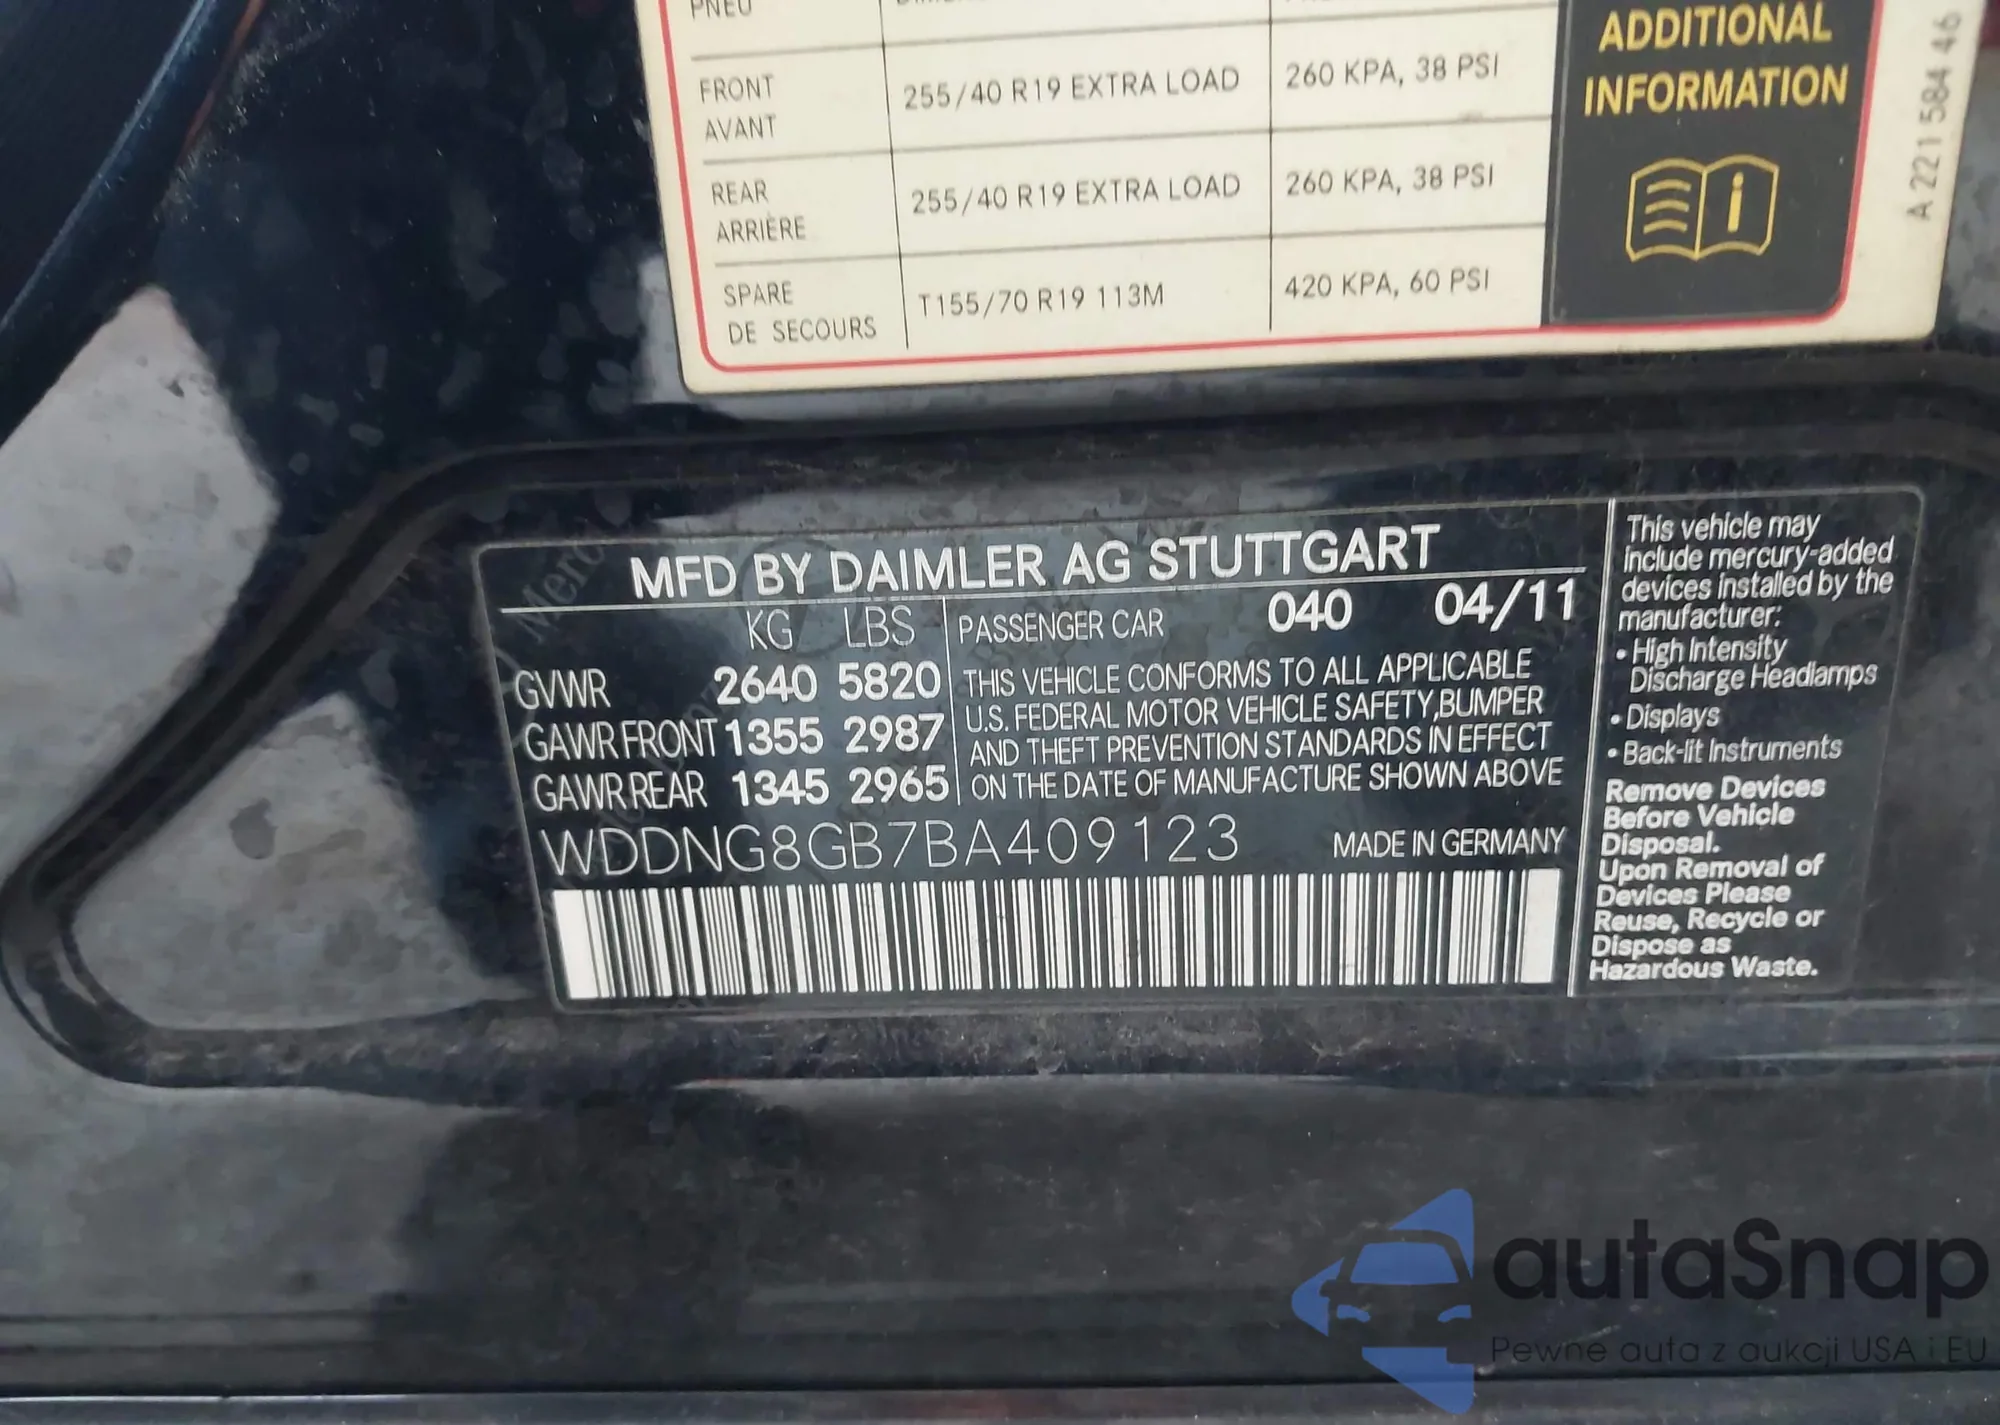 PNEU
FRONT
AVANT
255/40 R19 EXTRA LOAD
260 KPA, 38 PSI
REAR
ARRIÈRE
255/40 R19 EXTRA LOAD
260 KPA, 38 PSI
SPARE
DE SECOURS
T155/70 R19 113M
420 KPA, 60 PSI
ADDITIONAL
INFORMATION
A 221 584 46
MFD BY DAIMLER AG STUTTGART
KG LBS
PASSENGER CAR 040 04/11
GVWR 2640 5820
GAWR FRONT 1355 2987
GAWR REAR 1345 2965
THIS VEHICLE CONFORMS TO ALL APPLICABLE
U.S. FEDERAL MOTOR VEHICLE SAFETY,BUMPER
AND THEFT PREVENTION STANDARDS IN EFFECT
ON THE DATE OF MANUFACTURE SHOWN ABOVE
WDDNG8GB7BA409123
MADE IN GERMANY
This vehicle may
include mercury-added
devices installed by the
manufacturer:
• High Intensity
Discharge Headlamps
• Displays
• Back-lit Instruments
Remove Devices
Before Vehicle
Disposal.
Upon Removal of
Devices Please
Reuse, Recycle or
Dispose as
Hazardous Waste.
autaSnap
Pewne auta z aukcji USA i EU